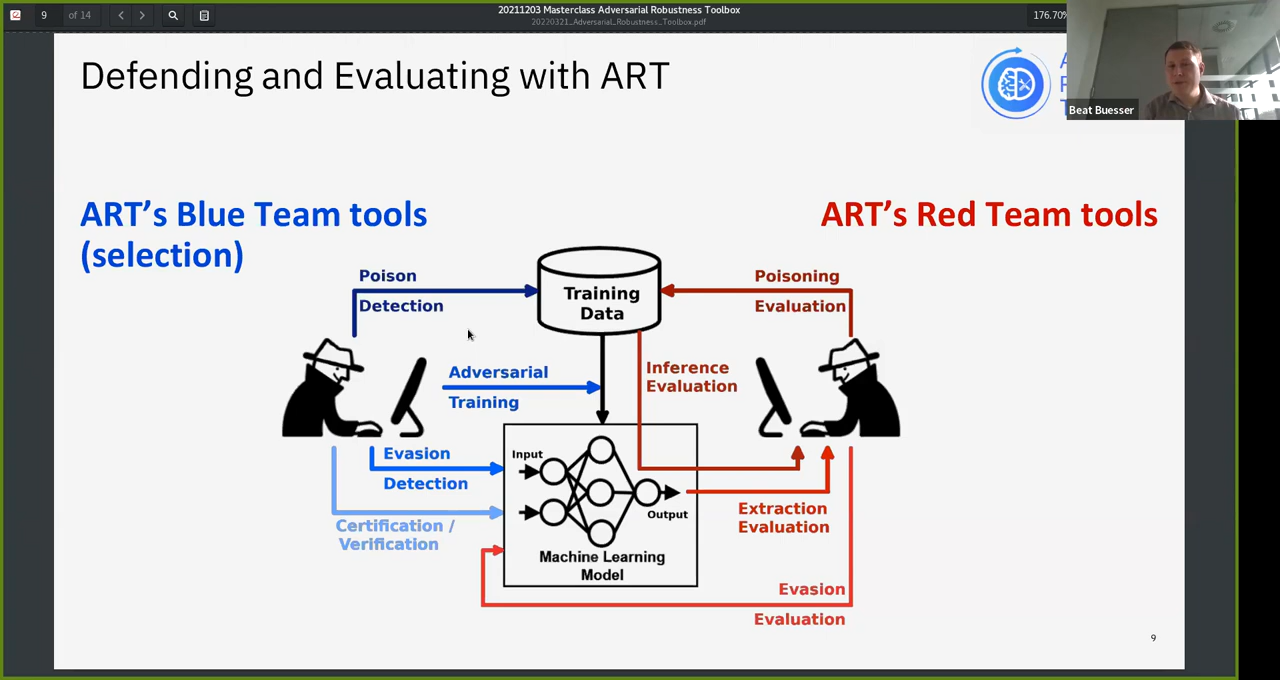 9 of 14
20211203 Masterclass Adversarial Robustness Toolbox
20220321_Adversarial_Robustness_Toolbox.pdf
176.70%
Beat Buesser
Defending and Evaluating with ART
ART's Blue Team tools
(selection)
ART's Red Team tools
Poison
Detection
Training
Data
Poisoning
Evaluation
Adversarial
Training
Inference
Evaluation
Evasion
Detection
Certification /
Verification
Input
Output
Machine Learning
Model
Extraction
Evaluation
Evasion
Evaluation
9